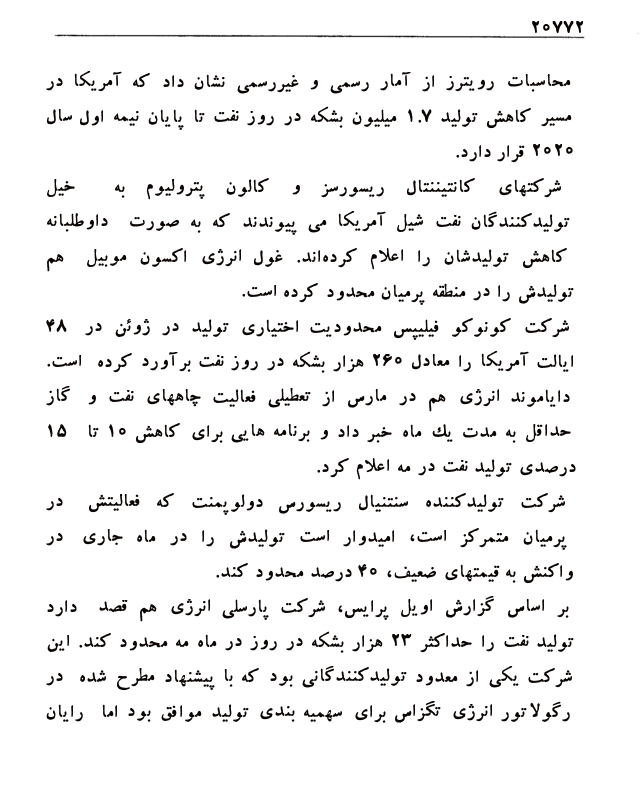 ۲۰۷۷۲
محاسبات رویترز از آمار رسمی و غیررسمی نشان داد که آمریکا در
مسیر کاهش تولید ۱.۷ میلیون بشکه در روز نفت تا پایان نیمه اول سال
۲۰۲۰ قرار دارد.
شرکتهای کانتیننتال ریسورسز و کالون پترولیوم به خیل
تولیدکنندگان نفت شیل آمریکا می پیوندند که به صورت داوطلبانه
کاهش تولیدشان را اعلام کرده‌اند. غول انرژی اکسون موبیل هم
تولیدش را در منطقه پرمیان محدود کرده است.
شرکت کونوکو فیلیپس محدودیت اختیاری تولید در ژوئن در ۴۸
ایالت آمریکا را معادل ۲۶۰ هزار بشکه در روز نفت برآورد کرده است.
دایاموند انرژی هم در مارس از تعطیلی فعالیت چاههای نفت و گاز
حداقل به مدت یك ماه خبر داد و برنامه هایی برای کاهش ۱۰ تا ۱۵
درصدی تولید نفت در مه اعلام کرد.
شرکت تولیدکننده سنتنیال ریسورس دولوپمنت که فعالیتش در
پرمیان متمرکز است، امیدوار است تولیدش را در ماه جاری در
واکنش به قیمتهای ضعیف، ۴۰ درصد محدود کند.
بر اساس گزارش اویل پرایس، شرکت پارسلی انرژی هم قصد دارد
تولید نفت را حداکثر ۲۳ هزار بشکه در روز در ماه مه محدود کند. این
شرکت یکی از معدود تولیدکنندگانی بود که با پیشنهاد مطرح شده در
رگولاتور انرژی تگزاس برای سهمیه بندی تولید موافق بود اما رایان